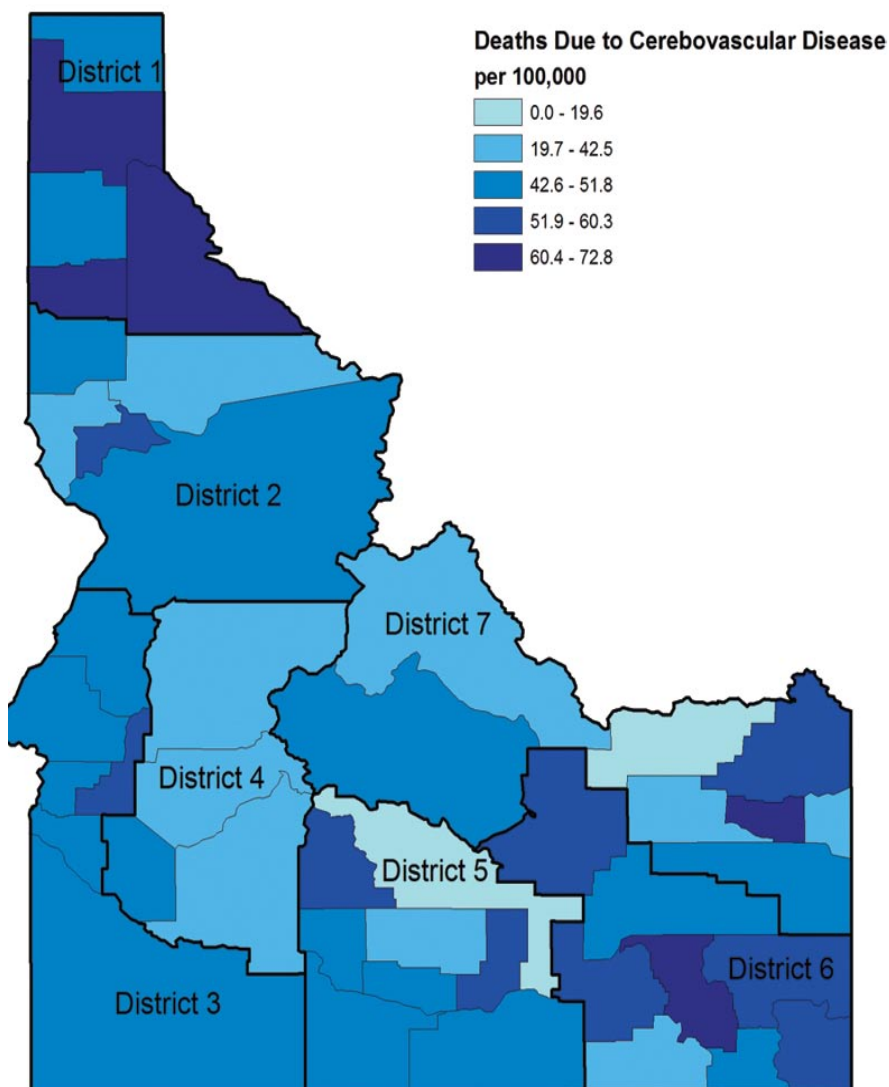 Deaths Due to Cerebovascular Disease
per 100,000
0.0 - 19.6
19.7 - 42.5
42.6 - 51.8
51.9 - 60.3
60.4 - 72.8
District 1
District 2
District 7
District 4
District 5
District 6
District 3